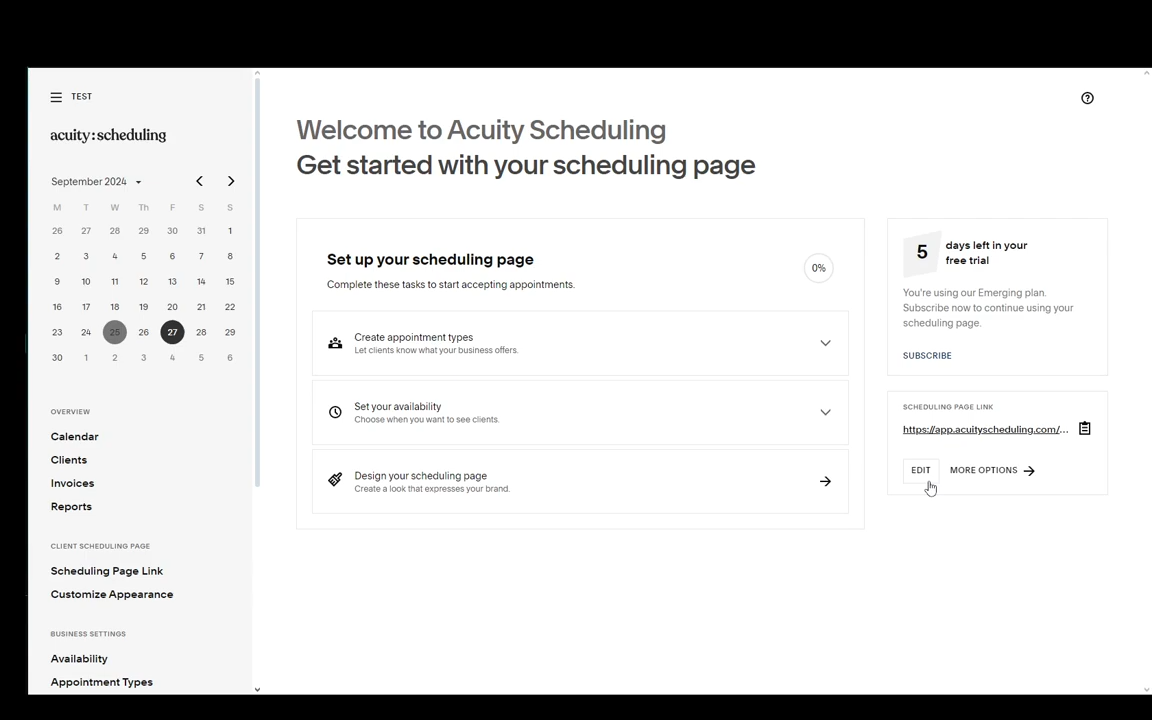 TEST
acuity:scheduling
September 2024
M T W Th F S S
26 27 28 29 30 31 1
2 3 4 5 6 7 8
9 10 11 12 13 14 15
16 17 18 19 20 21 22
23 24 25 26 27 28 29
30 1 2 3 4 5 6
OVERVIEW
Calendar
Clients
Invoices
Reports
CLIENT SCHEDULING PAGE
Scheduling Page Link
Customize Appearance
BUSINESS SETTINGS
Availability
Appointment Types
Welcome to Acuity Scheduling
Get started with your scheduling page
Set up your scheduling page
0%
Complete these tasks to start accepting appointments.
Create appointment types
Let clients know what your business offers.
Set your availability
Choose when you want to see clients.
Design your scheduling page
Create a look that expresses your brand.
5 days left in your
free trial
You're using our Emerging plan.
Subscribe now to continue using your
scheduling page.
SUBSCRIBE
SCHEDULING PAGE LINK
https://app.acuityscheduling.com/...
EDIT MORE OPTIONS